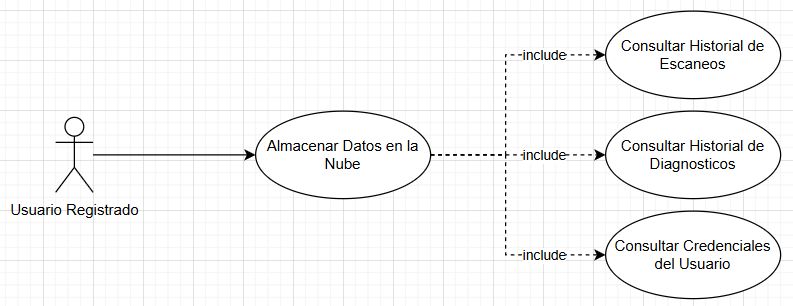 Consultar Historial de
Escaneos
include
Almacenar Datos en la
Nube
include
Consultar Historial de
Diagnosticos
Usuario Registrado
include
Consultar Credenciales
del Usuario